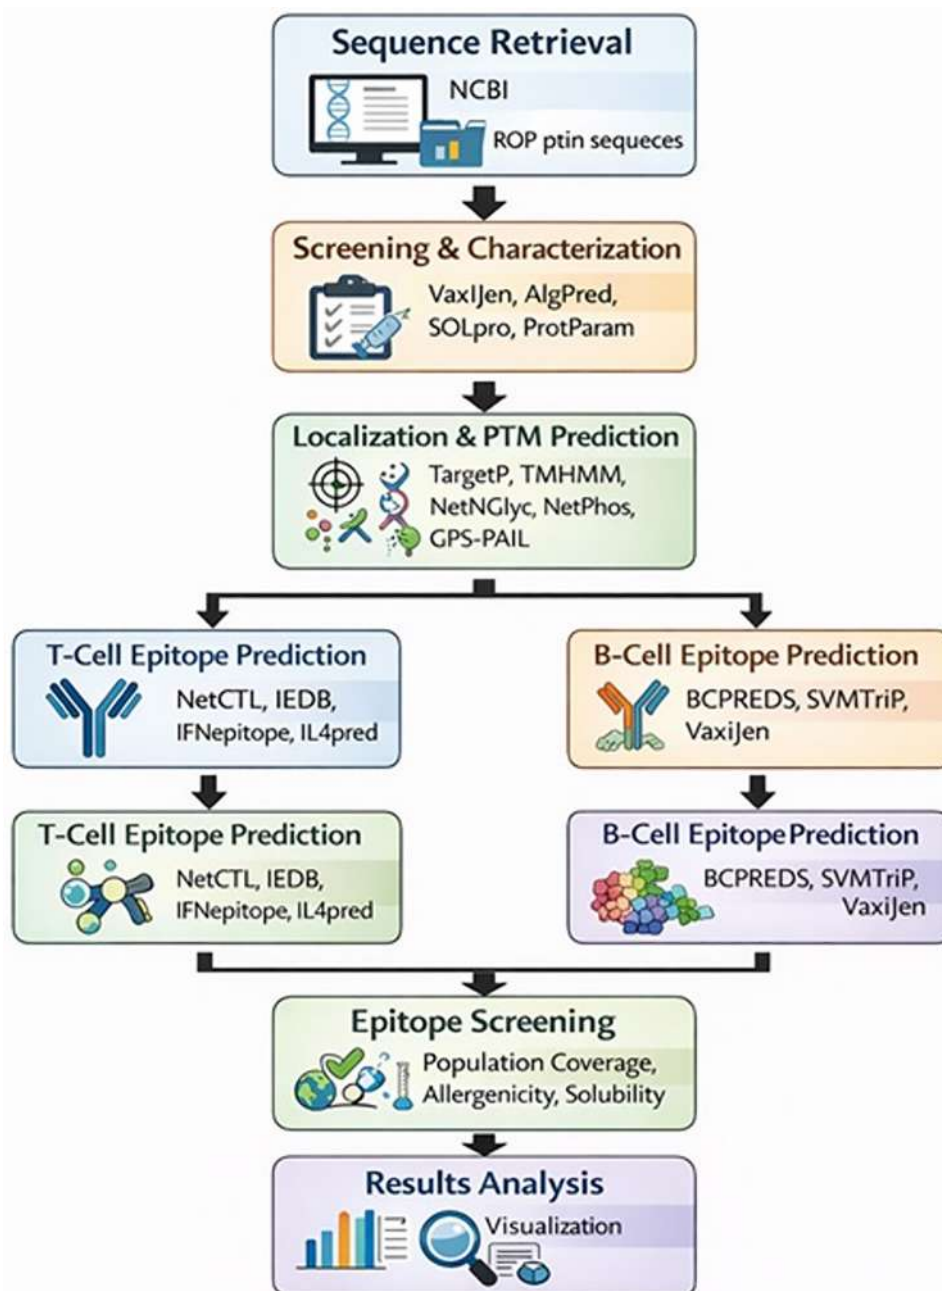 Sequence Retrieval
NCBI
ROP ptin sequeces
Screening & Characterization
VaxIJen, AlgPred,
SOLpro, ProtParam
Localization & PTM Prediction
TargetP, TMHMM,
NetNGlyc, NetPhos,
GPS-PAIL
T-Cell Epitope Prediction
NetCTL, IEDB,
IFNepitope, IL4pred
B-Cell Epitope Prediction
BCPREDS, SVMTriP,
VaxiJen
T-Cell Epitope Prediction
NetCTL, IEDB,
IFNepitope, IL4pred
B-Cell Epitope Prediction
BCPREDS, SVMTriP,
VaxiJen
Epitope Screening
Population Coverage,
Allergenicity, Solubility
Results Analysis
Visualization